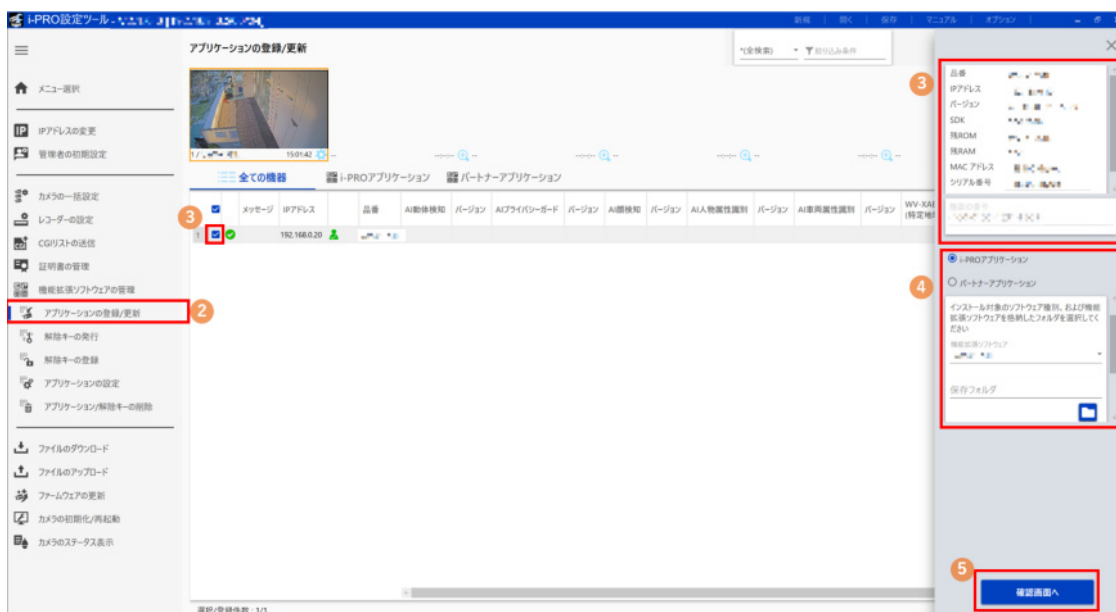 i-PRO設定ツール -
新規 | 開く | 保存 | マニュアル | オプション
アプリケーションの登録/更新
*(全検索)
絞り込み条件
メニュー選択
IPアドレスの変更
管理者の初期設定
カメラの一括設定
レコーダーの設定
CGIリストの送信
証明書の管理
機能拡張ソフトウェアの管理
アプリケーションの登録/更新
2
解除キーの発行
解除キーの登録
アプリケーションの設定
アプリケーション/解除キーの削除
ファイルのダウンロード
ファイルのアップロード
ファームウェアの更新
カメラの初期化/再起動
カメラのステータス表示
15:01:42
全ての機器
i-PROアプリケーション
パートナーアプリケーション
3
メッセージ IPアドレス 品番 AI動体検知 バージョン AIプライバシーガード バージョン AI顔検知 バージョン AI人物属性識別 バージョン AI車両属性識別 バージョン
1 192.168.0.20
選択/登録件数 : 1/1
3
品番
IPアドレス
バージョン
SDK
残ROM
残RAM
MAC アドレス
シリアル番号
4
i-PROアプリケーション
パートナーアプリケーション
インストール対象のソフトウェア種別、および機能
拡張ソフトウェアを格納したフォルダを選択してく
ださい
機能拡張ソフトウェア
保存フォルダ
5
確認画面へ